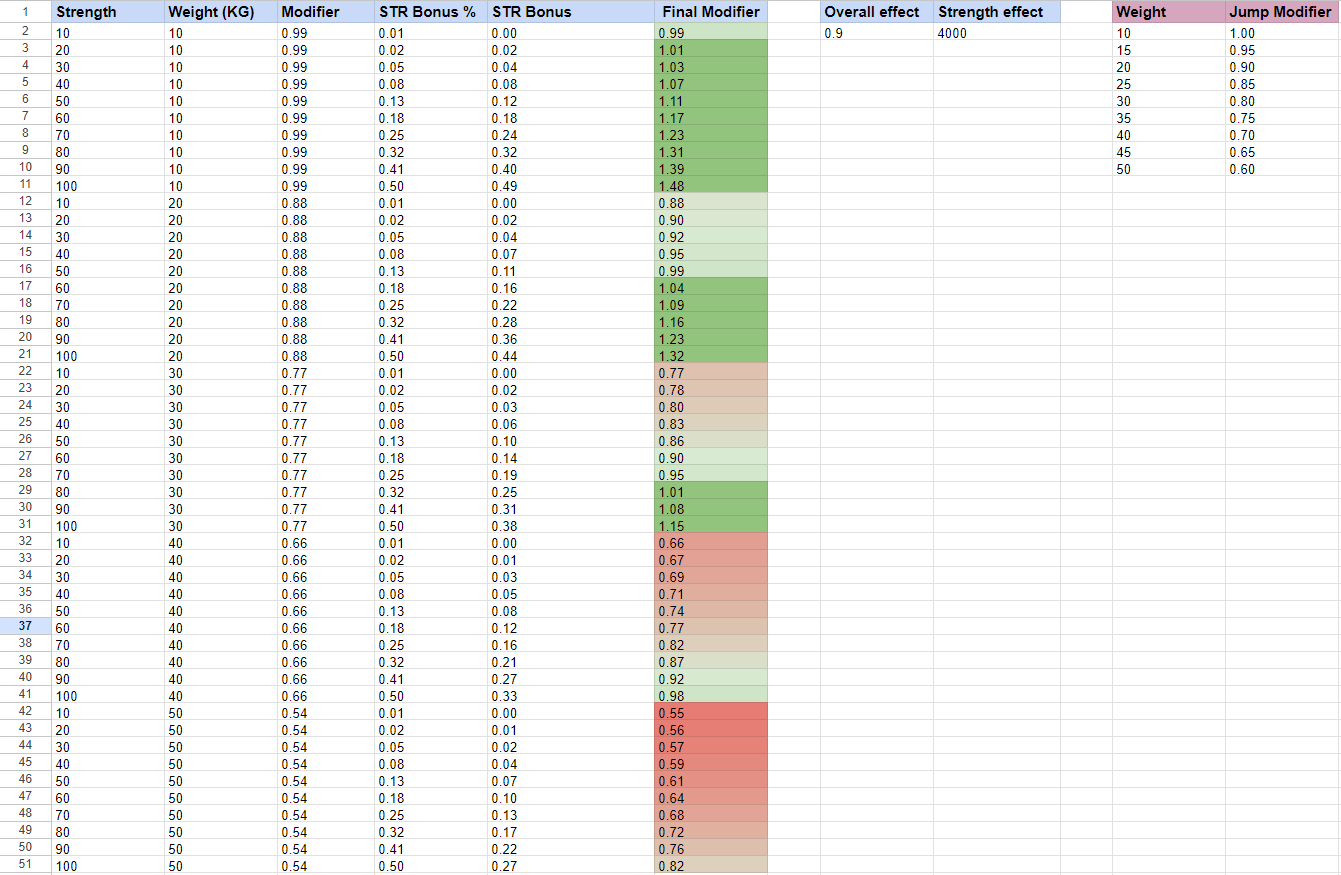 1 Strength Weight (KG) Modifier STR Bonus % STR Bonus Final Modifier Overall effect Strength effect Weight Jump Modifier
2 10 10 0.99 0.01 0.00 0.99 0.9 4000 10 1.00
3 20 10 0.99 0.02 0.02 1.01 15 0.95
4 30 10 0.99 0.05 0.04 1.03 20 0.90
5 40 10 0.99 0.08 0.08 1.07 25 0.85
6 50 10 0.99 0.13 0.12 1.11 30 0.80
7 60 10 0.99 0.18 0.18 1.17 35 0.75
8 70 10 0.99 0.25 0.24 1.23 40 0.70
9 80 10 0.99 0.32 0.32 1.31 45 0.65
10 90 10 0.99 0.41 0.40 1.39 50 0.60
11 100 10 0.99 0.50 0.49 1.48
12 10 20 0.88 0.01 0.00 0.88
13 20 20 0.88 0.02 0.02 0.90
14 30 20 0.88 0.05 0.04 0.92
15 40 20 0.88 0.08 0.07 0.95
16 50 20 0.88 0.13 0.11 0.99
17 60 20 0.88 0.18 0.16 1.04
18 70 20 0.88 0.25 0.22 1.09
19 80 20 0.88 0.32 0.28 1.16
20 90 20 0.88 0.41 0.36 1.23
21 100 20 0.88 0.50 0.44 1.32
22 10 30 0.77 0.01 0.00 0.77
23 20 30 0.77 0.02 0.02 0.78
24 30 30 0.77 0.05 0.03 0.80
25 40 30 0.77 0.08 0.06 0.83
26 50 30 0.77 0.13 0.10 0.86
27 60 30 0.77 0.18 0.14 0.90
28 70 30 0.77 0.25 0.19 0.95
29 80 30 0.77 0.32 0.25 1.01
30 90 30 0.77 0.41 0.31 1.08
31 100 30 0.77 0.50 0.38 1.15
32 10 40 0.66 0.01 0.00 0.66
33 20 40 0.66 0.02 0.01 0.67
34 30 40 0.66 0.05 0.03 0.69
35 40 40 0.66 0.08 0.05 0.71
36 50 40 0.66 0.13 0.08 0.74
37 60 40 0.66 0.18 0.12 0.77
38 70 40 0.66 0.25 0.16 0.82
39 80 40 0.66 0.32 0.21 0.87
40 90 40 0.66 0.41 0.27 0.92
41 100 40 0.66 0.50 0.33 0.98
42 10 50 0.54 0.01 0.00 0.55
43 20 50 0.54 0.02 0.01 0.56
44 30 50 0.54 0.05 0.02 0.57
45 40 50 0.54 0.08 0.04 0.59
46 50 50 0.54 0.13 0.07 0.61
47 60 50 0.54 0.18 0.10 0.64
48 70 50 0.54 0.25 0.13 0.68
49 80 50 0.54 0.32 0.17 0.72
50 90 50 0.54 0.41 0.22 0.76
51 100 50 0.54 0.50 0.27 0.82